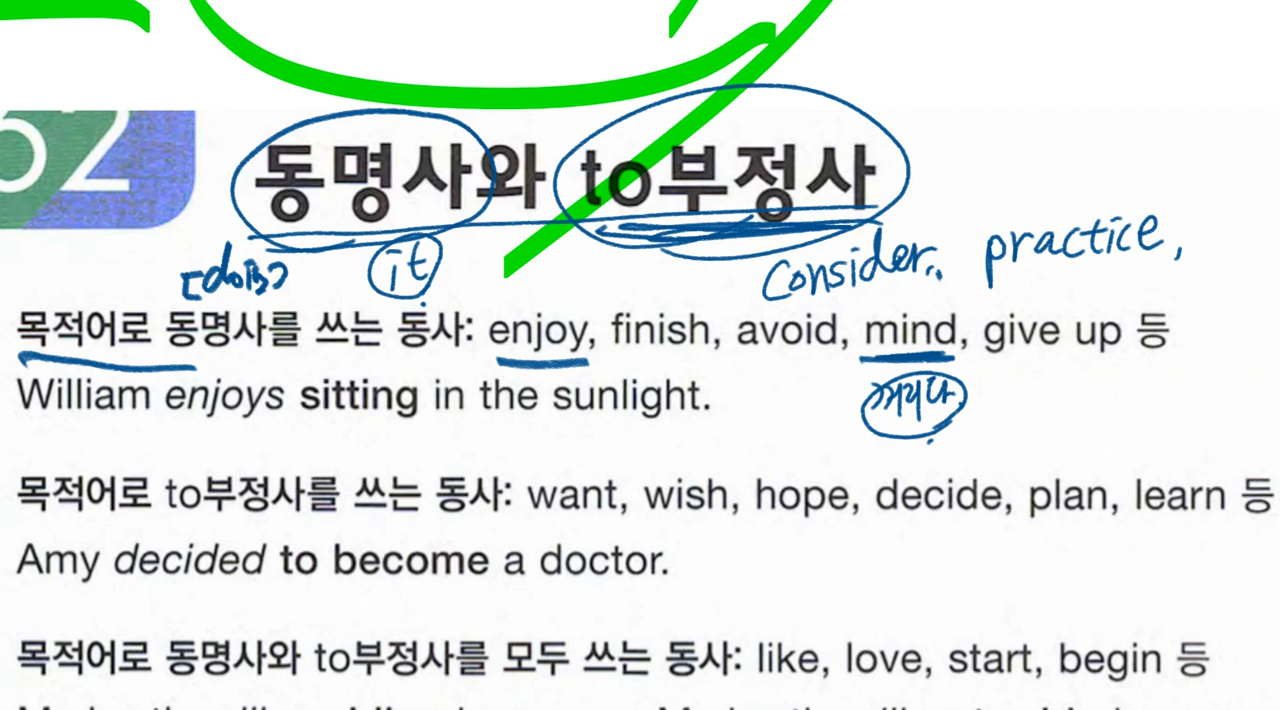 52
동명사와 to부정사
[doing] it consider, practice,
목적어로 동명사를 쓰는 동사: enjoy, finish, avoid, mind, give up 등
William enjoys sitting in the sunlight.
꺼리다
목적어로 to부정사를 쓰는 동사: want, wish, hope, decide, plan, learn 등
Amy decided to become a doctor.
목적어로 동명사와 to부정사를 모두 쓰는 동사: like, love, start, begin 등